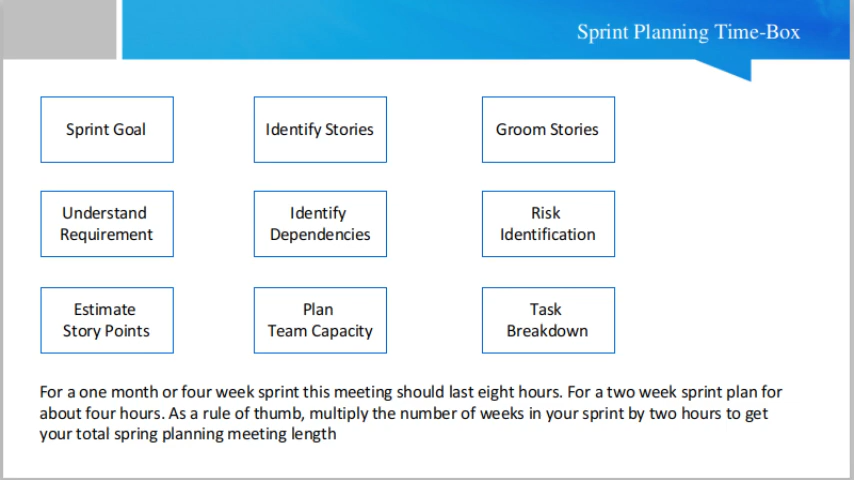 Sprint Planning Time-Box
Sprint Goal
Identify Stories
Groom Stories
Understand
Requirement
Identify
Dependencies
Risk
Identification
Estimate
Story Points
Plan
Team Capacity
Task
Breakdown
For a one month or four week sprint this meeting should last eight hours. For a two week sprint plan for
about four hours. As a rule of thumb, multiply the number of weeks in your sprint by two hours to get
your total spring planning meeting length